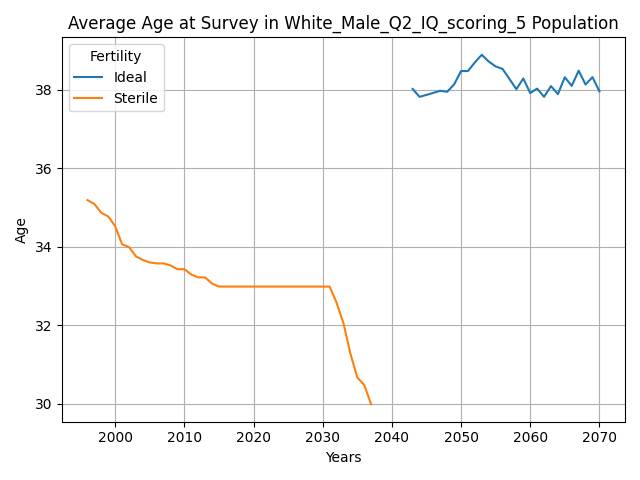 Average Age at Survey in White_Male_Q2_IQ_scoring_5 Population
Fertility
Ideal
Sterile
Age
38
36
34
32
30
2000 2010 2020 2030 2040 2050 2060 2070
Years